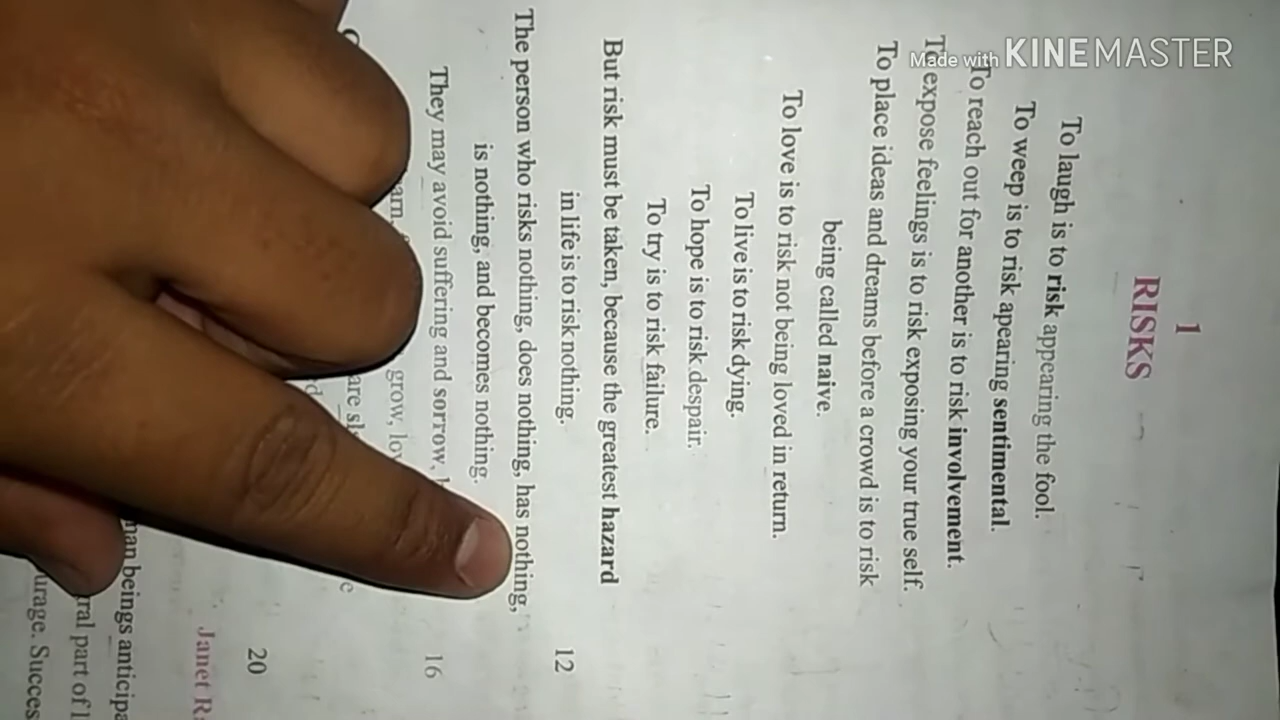 Made with KINEMASTER
1
RISKS
To laugh is to risk appearing the fool.
To weep is to risk apearing sentimental.
To reach out for another is to risk involvement.
To expose feelings is to risk exposing your true self.
To place ideas and dreams before a crowd is to risk
being called naive.
To love is to risk not being loved in return.
To live is to risk dying.
To hope is to risk despair.
To try is to risk failure.
But risk must be taken, because the greatest hazard
in life is to risk nothing. 12
The person who risks nothing, does nothing, has nothing,
is nothing, and becomes nothing.
They may avoid suffering and sorrow, 16
grow,
are
20
Janet
beings
part of